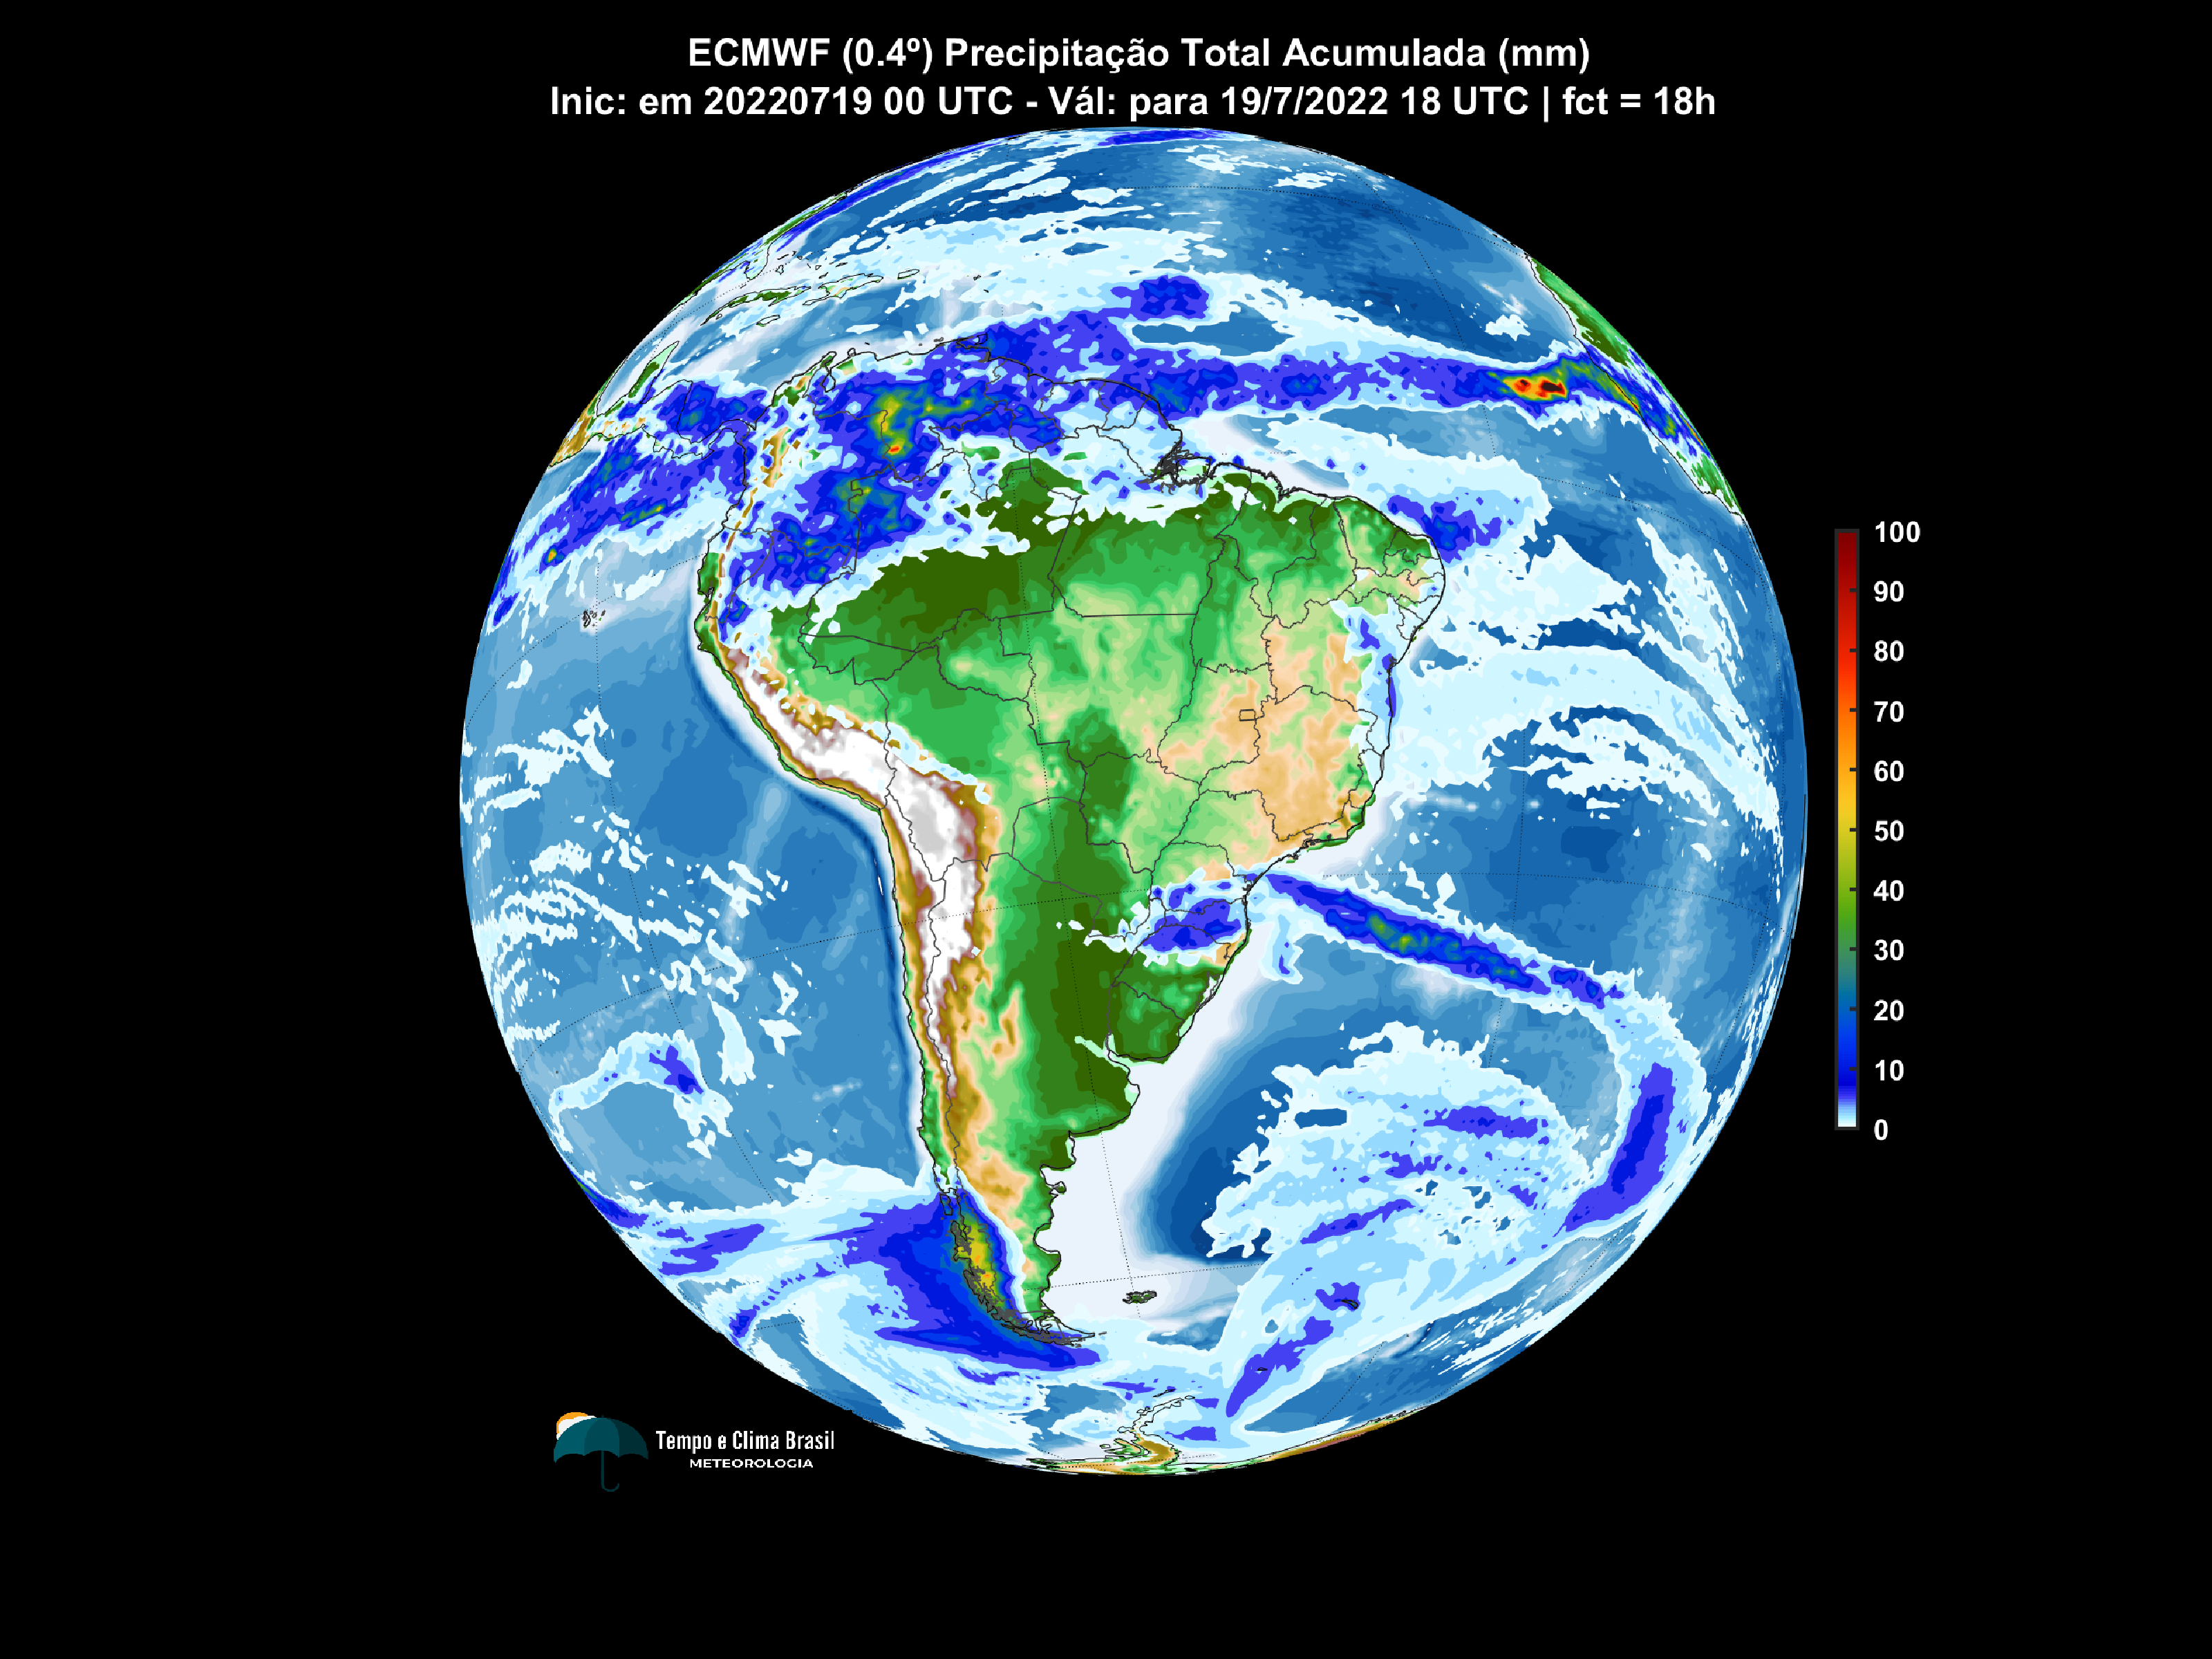 ECMWF (0.4º) Precipitação Total Acumulada (mm)
Inic: em 20220719 00 UTC - Vál: para 19/7/2022 18 UTC | fct = 18h
100
90
80
70
60
50
40
30
20
10
0
Tempo e Clima Brasil
METEOROLOGIA